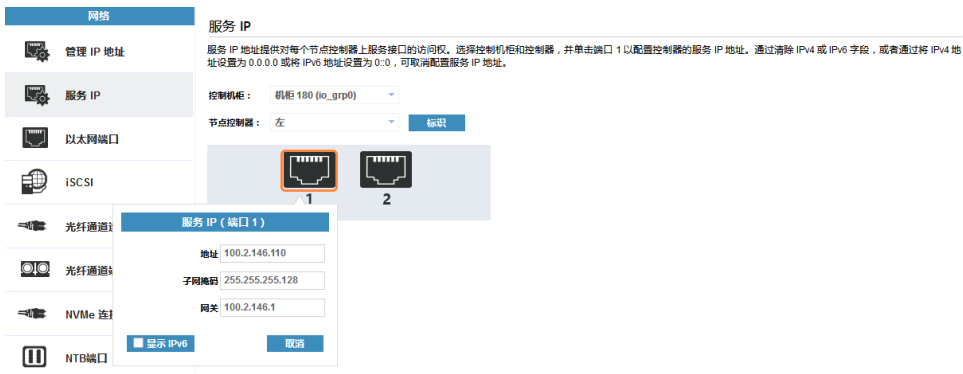 网络
管理 IP 地址
服务 IP
以太网端口
iSCSI
光纤通道
光纤通道
NVMe 连
NTB端口
服务 IP
服务 IP 地址提供对每个节点控制器上服务接口的访问权。选择控制机柜和控制器，并单击端口 1 以配置控制器的服务 IP 地址。通过清除 IPv4 或 IPv6 字段，或者通过将 IPv4 地
址设置为 0.0.0.0 或将 IPv6 地址设置为 0::0，可取消配置服务 IP 地址。
控制机柜： 机柜 180 (io_grp0)
节点控制器： 左 标识
1 2
服务 IP（端口 1）
地址 100.2.146.110
子网掩码 255.255.255.128
网关 100.2.146.1
显示 IPv6 取消